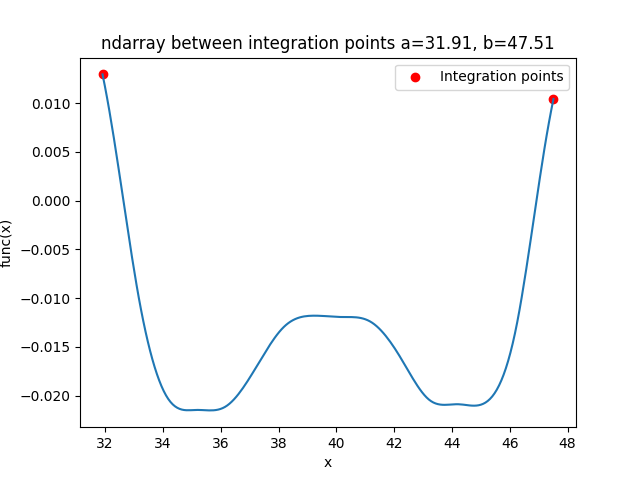 ndarray between integration points a=31.91, b=47.51
Integration points
0.010
0.005
0.000
−0.005
−0.010
−0.015
−0.020
func(x)
32 34 36 38 40 42 44 46 48
x